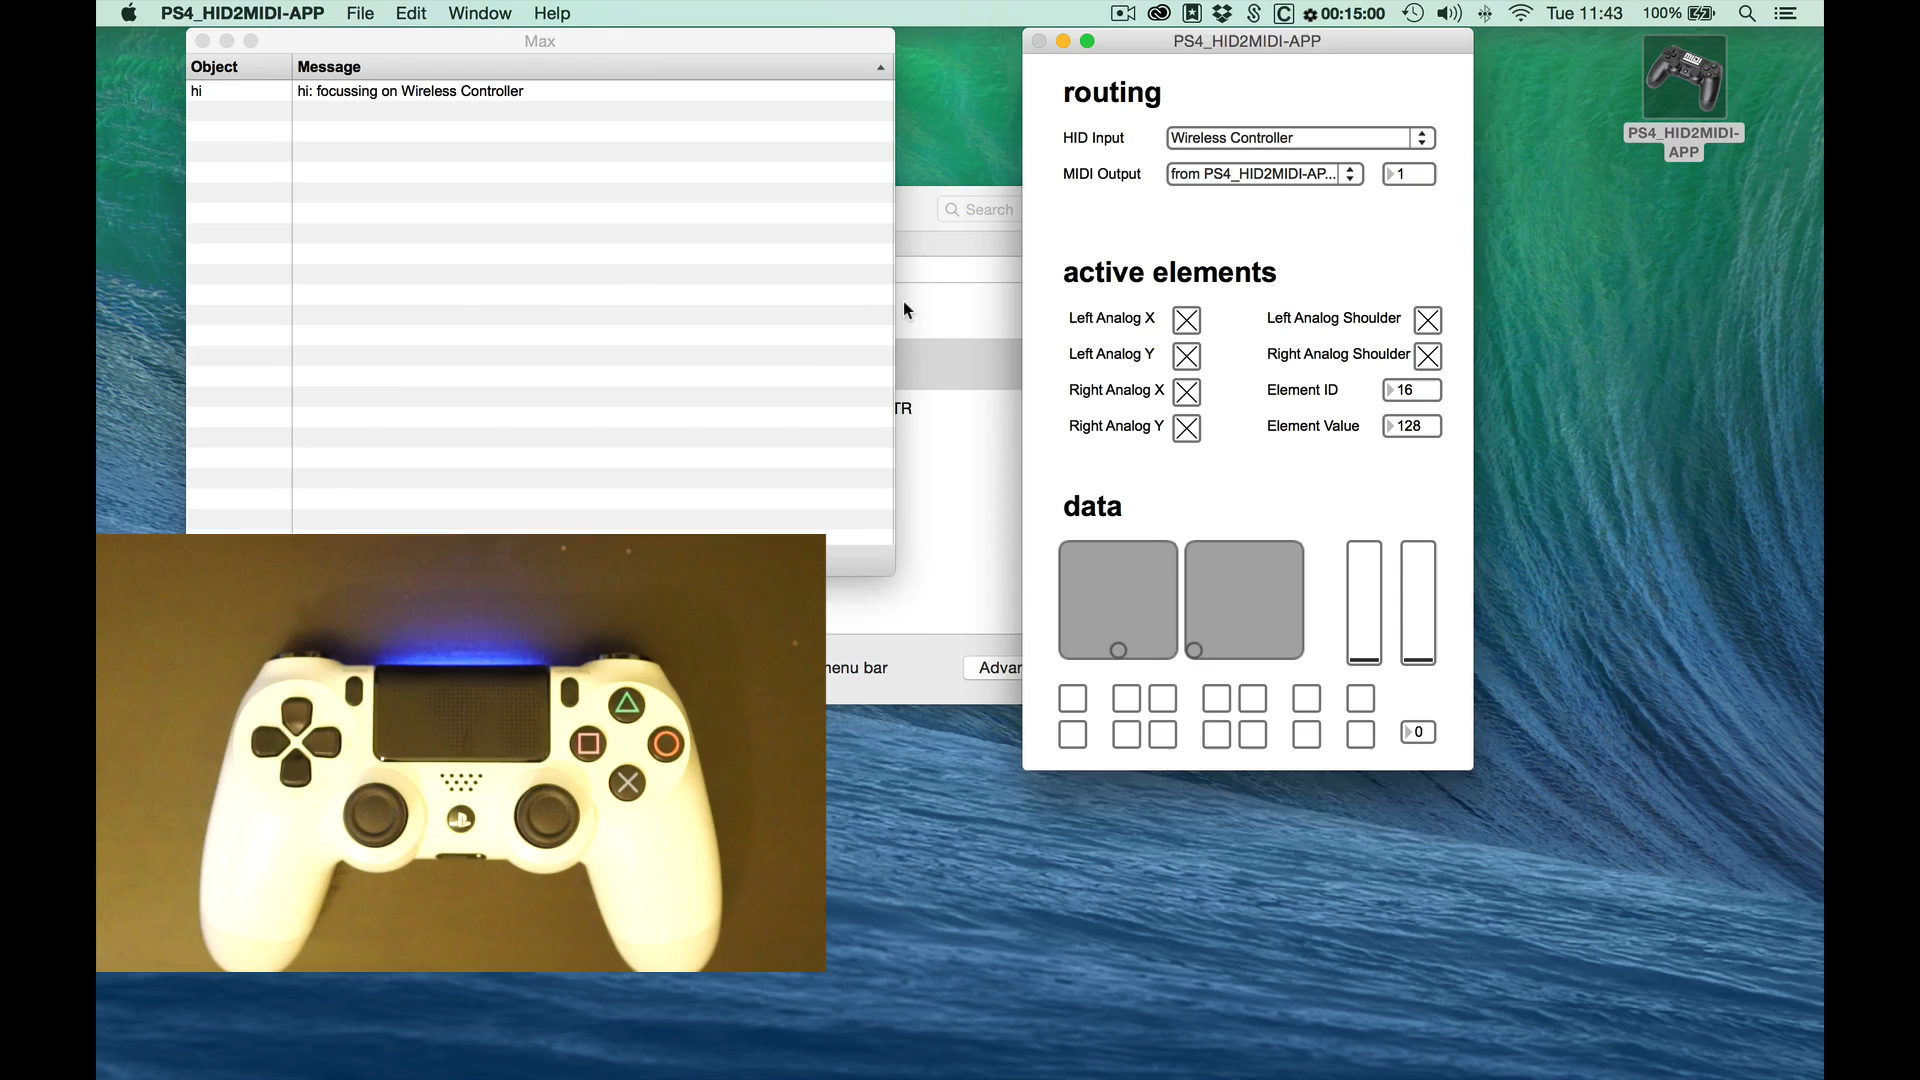 PS4_HID2MIDI-APP File Edit Window Help 00:15:00 Tue 11:43 100%
Max
Object Message
hi hi: focussing on Wireless Controller
Search
TR
enu bar
Advan
PS4_HID2MIDI-APP
routing
HID Input Wireless Controller
MIDI Output from PS4_HID2MIDI-AP... 1
active elements
Left Analog X Left Analog Shoulder
Left Analog Y Right Analog Shoulder
Right Analog X Element ID 16
Right Analog Y Element Value 128
data
0
PS4_HID2MIDI-
APP